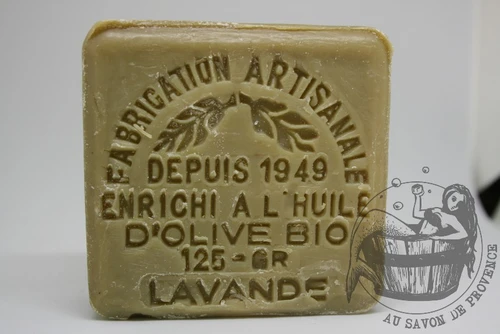 FABRICATION ARTISANALE
DEPUIS 1949
ENRICHI A L'HUILE
D'OLIVE BIO
125-GR
LAVANDE
AU SAVON DE PROVENCE